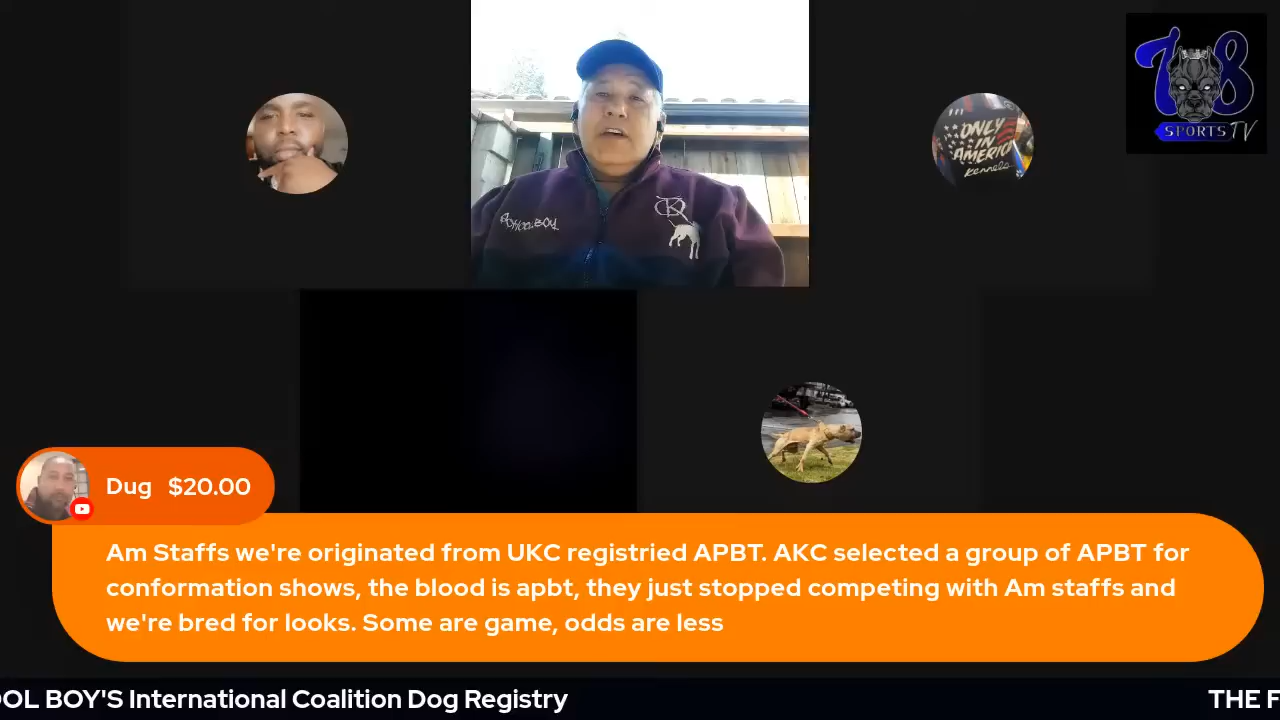 708
SPORTS TV
ONLY
IN
AMERICA
Kennels
Dug $20.00
Am Staffs we're originated from UKC registried APBT. AKC selected a group of APBT for
conformation shows, the blood is apbt, they just stopped competing with Am staffs and
we're bred for looks. Some are game, odds are less
OOL BOY'S International Coalition Dog Registry
THE F